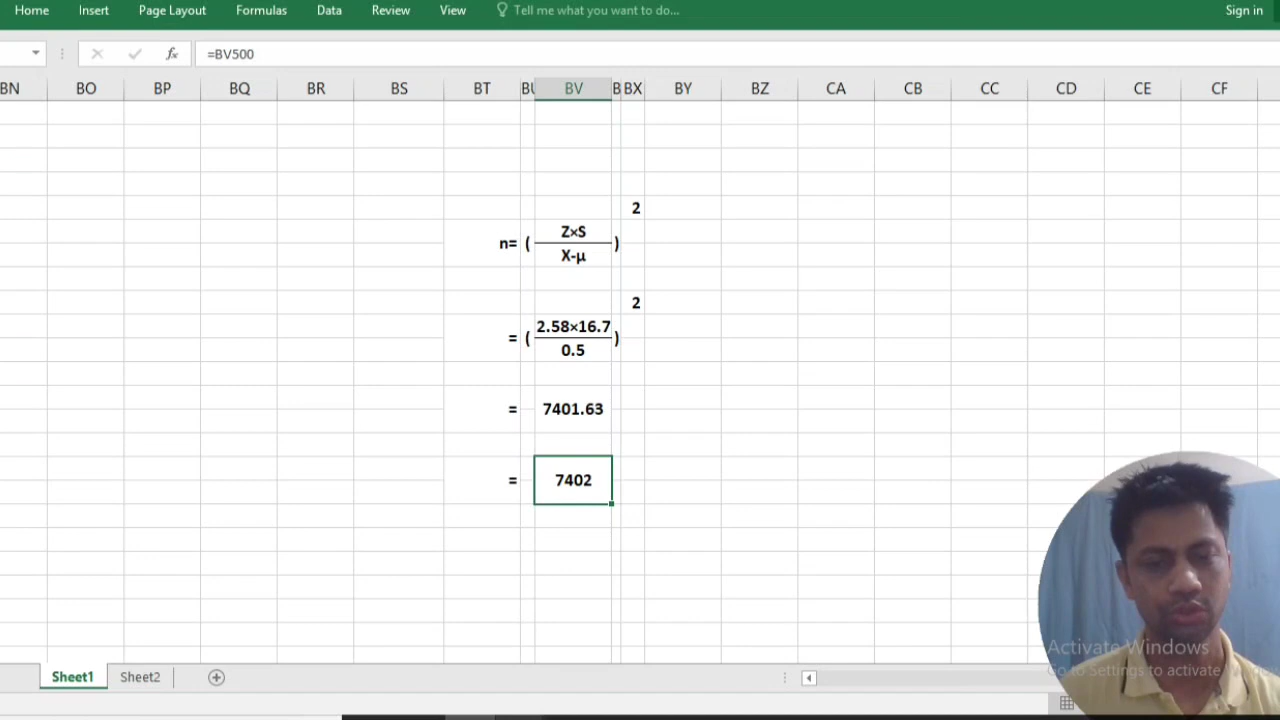 Home Insert Page Layout Formulas Data Review View Tell me what you want to do... Sign in
fx =BV500
BN BO BP BQ BR BS BT BU BV B BX BY BZ CA CB CC CD CE CF
2
Z×S
n= ( )
X-µ
2
2.58×16.7
= ( )
0.5
= 7401.63
= 7402
Activate Windows
Go to Settings to activate Windows
Sheet1 Sheet2